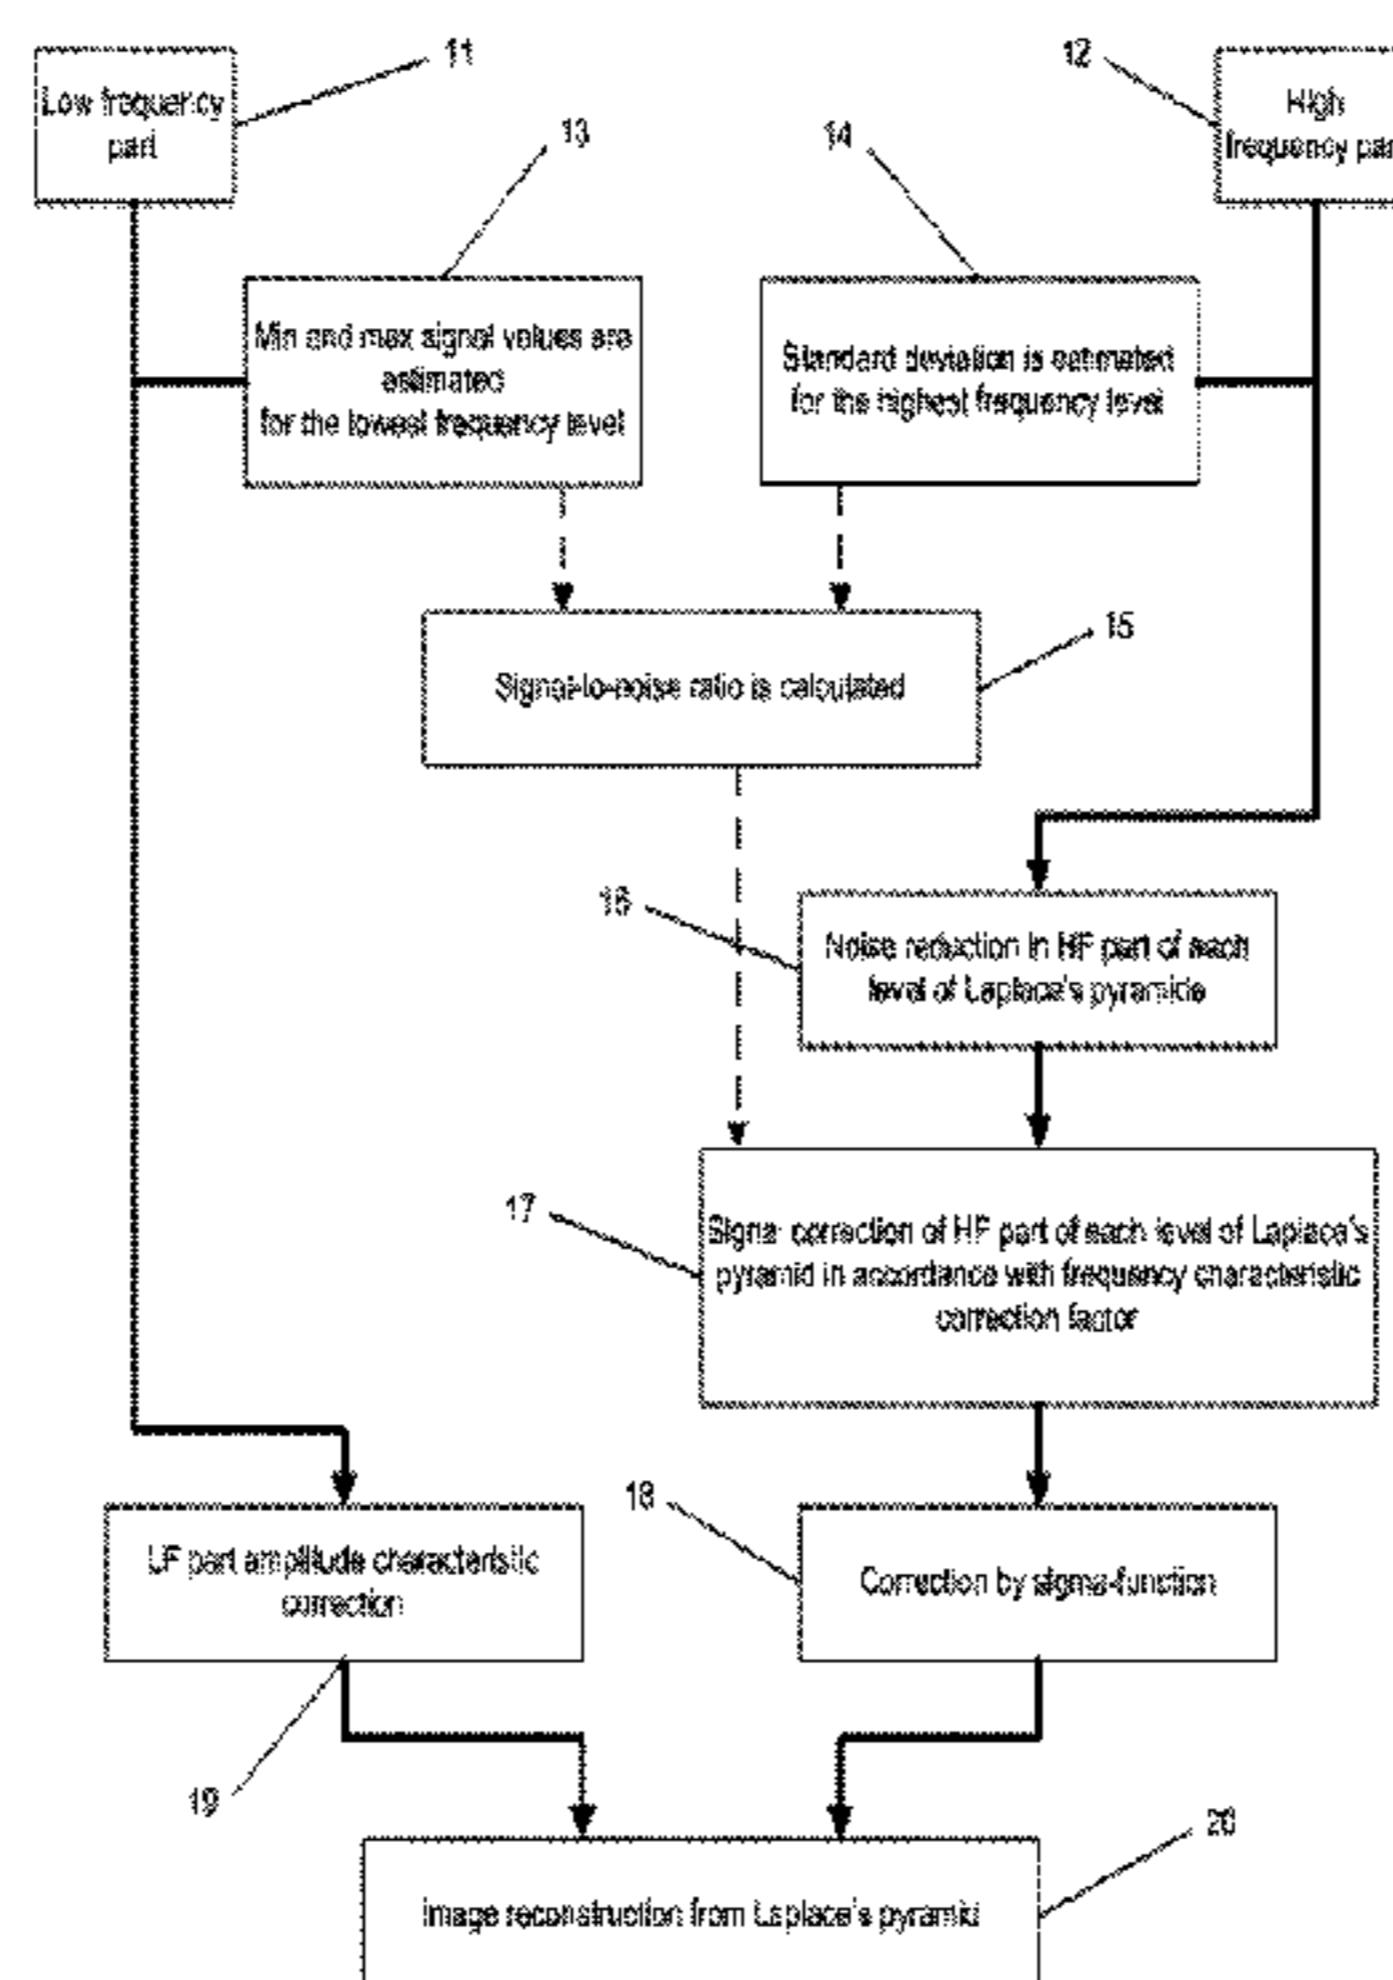 11
12
Low frequency
part
High
frequency par
13
14
Min and max signal values are
estimated
for the lowest frequency level
Standard deviation is estimated
for the highest frequency level
15
Signal-to-noise ratio is calculated
16
Noise reduction in HF part of each
level of Laplace's pyramide
17
Signal correction of HF part of each level of Laplace's
pyramid in accordance with frequency characteristic
correction factor
18
LF part amplitude characteristic
correction
Correction by sigma-function
19
20
Image reconstruction from Laplace's pyramid